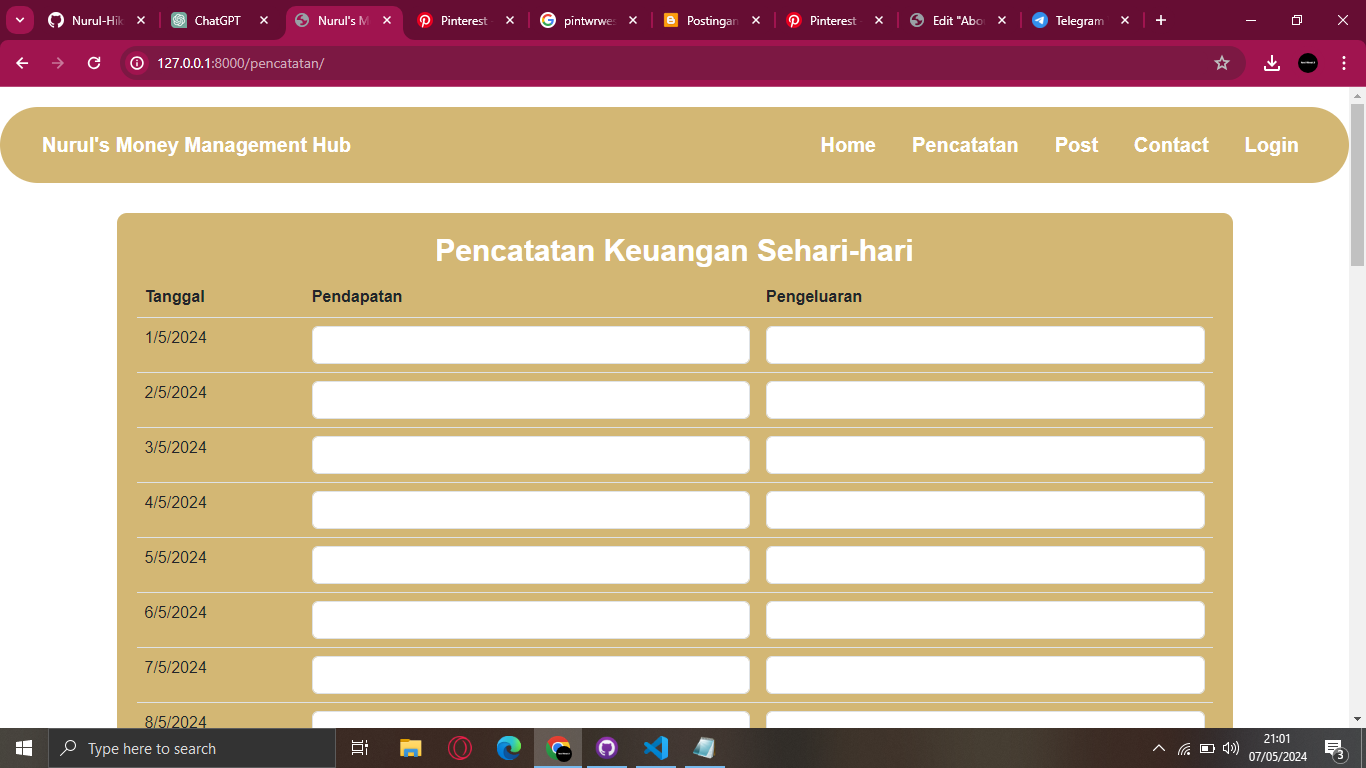 Nurul-Hik
ChatGPT
Nurul's M
Pinterest
pintwrwes
Postingan
Pinterest
Edit "Abo
Telegram
127.0.0.1:8000/pencatatan/
Nurul's Money Management Hub
Home Pencatatan Post Contact Login
Pencatatan Keuangan Sehari-hari
Tanggal Pendapatan Pengeluaran
1/5/2024
2/5/2024
3/5/2024
4/5/2024
5/5/2024
6/5/2024
7/5/2024
8/5/2024
Type here to search
21:01
07/05/2024
3